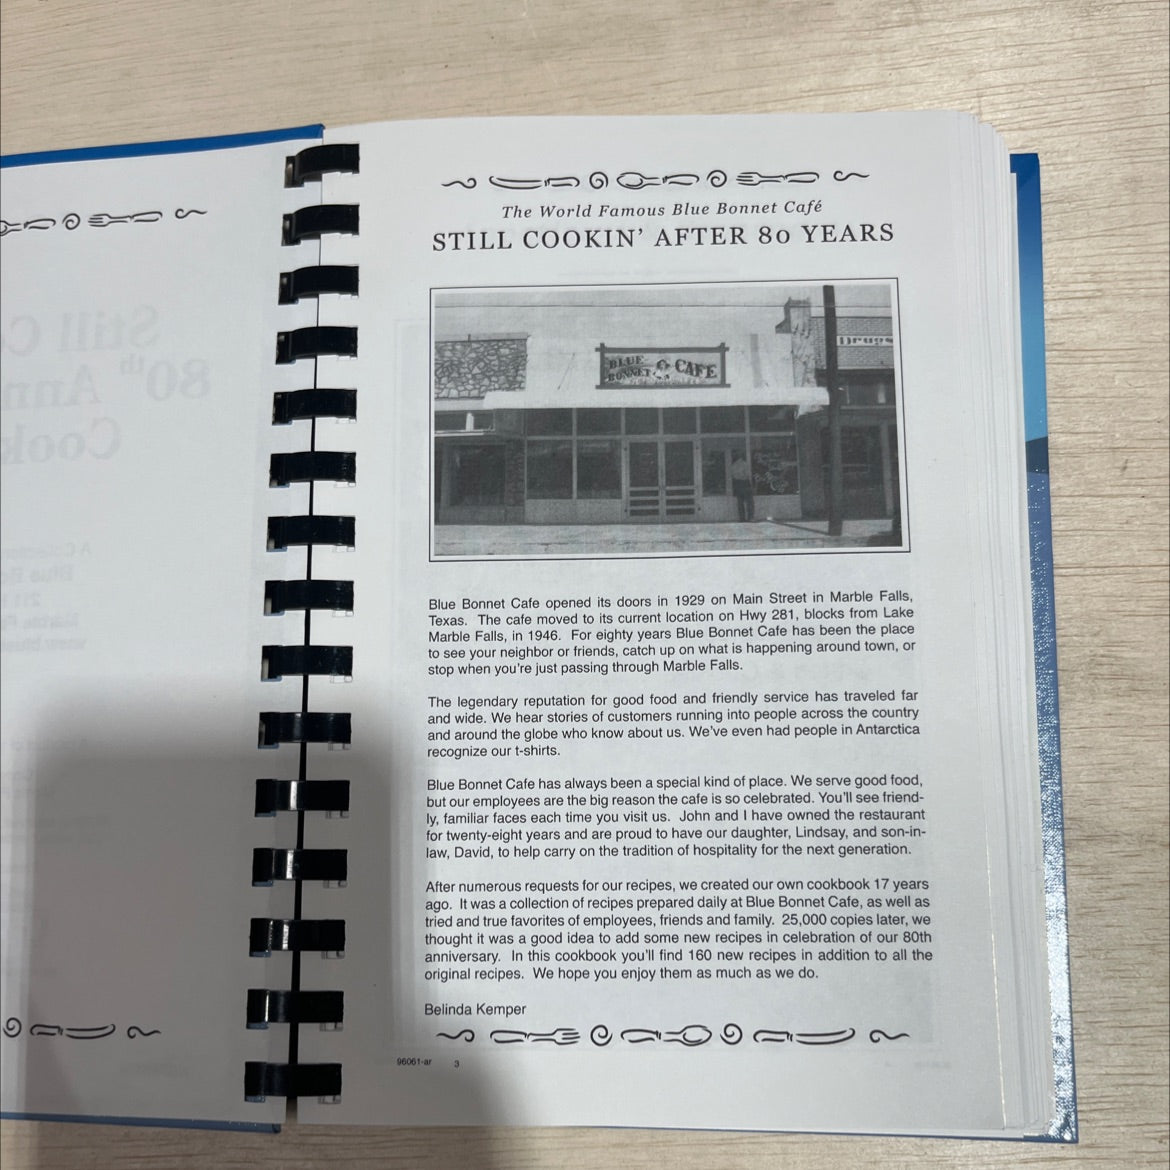 The World Famous Blue Bonnet Café
STILL COOKIN' AFTER 80 YEARS
BLUE BONNET CAFE
Drugs
Blue Bonnet Cafe opened its doors in 1929 on Main Street in Marble Falls,
Texas. The cafe moved to its current location on Hwy 281, blocks from Lake
Marble Falls, in 1946. For eighty years Blue Bonnet Cafe has been the place
to see your neighbor or friends, catch up on what is happening around town, or
stop when you're just passing through Marble Falls.
The legendary reputation for good food and friendly service has traveled far
and wide. We hear stories of customers running into people across the country
and around the globe who know about us. We've even had people in Antarctica
recognize our t-shirts.
Blue Bonnet Cafe has always been a special kind of place. We serve good food,
but our employees are the big reason the cafe is so celebrated. You'll see friend-
ly, familiar faces each time you visit us. John and I have owned the restaurant
for twenty-eight years and are proud to have our daughter, Lindsay, and son-in-
law, David, to help carry on the tradition of hospitality for the next generation.
After numerous requests for our recipes, we created our own cookbook 17 years
ago. It was a collection of recipes prepared daily at Blue Bonnet Cafe, as well as
tried and true favorites of employees, friends and family. 25,000 copies later, we
thought it was a good idea to add some new recipes in celebration of our 80th
anniversary. In this cookbook you'll find 160 new recipes in addition to all the
original recipes. We hope you enjoy them as much as we do.
Belinda Kemper
96061-ar 3